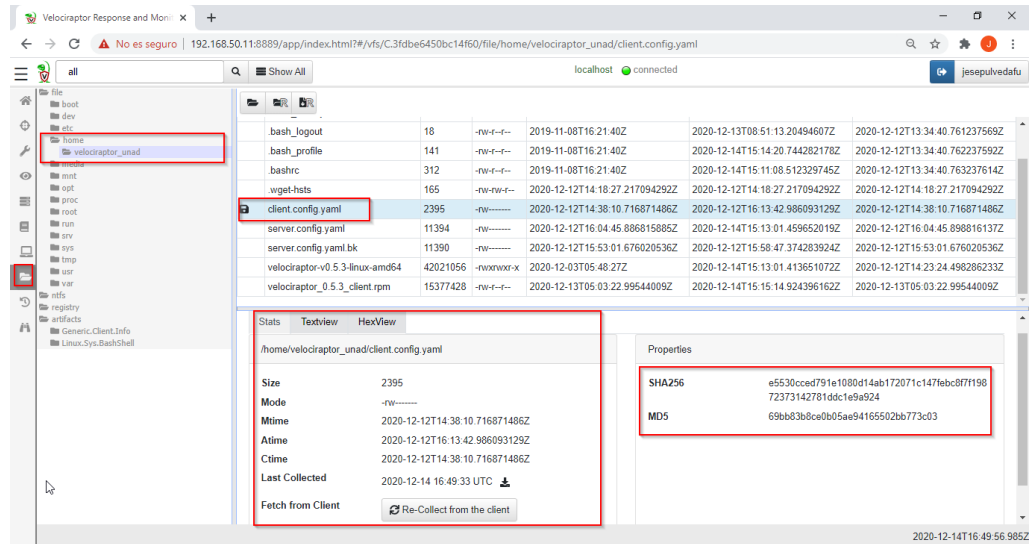 Velociraptor Response and Moni
No es seguro 192.168.50.11:8889/app/index.html?#/vfs/C.3fdbe6450bc14f60/file/home/velociraptor_unad/client.config.yaml
J
all Show All localhost connected jesepulvedafu
file
boot
dev
etc
home
velociraptor_unad
media
mnt
opt
proc
root
run
srv
sys
tmp
usr
var
ntfs
registry
artifacts
Generic.Client.Info
Linux.Sys.BashShell
R R
.bash_logout 18 -rw-r--r-- 2019-11-08T16:21:40Z 2020-12-13T08:51:13.20494607Z 2020-12-12T13:34:40.761237569Z
.bash_profile 141 -rw-r--r-- 2019-11-08T16:21:40Z 2020-12-14T15:14:20.744282178Z 2020-12-12T13:34:40.762237592Z
.bashrc 312 -rw-r--r-- 2019-11-08T16:21:40Z 2020-12-14T15:11:08.512329745Z 2020-12-12T13:34:40.763237614Z
.wget-hsts 165 -rw-rw-r-- 2020-12-12T14:18:27.217094292Z 2020-12-12T14:18:27.217094292Z 2020-12-12T14:18:27.217094292Z
client.config.yaml 2395 -rw------- 2020-12-12T14:38:10.716871486Z 2020-12-12T16:13:42.986093129Z 2020-12-12T14:38:10.716871486Z
server.config.yaml 11394 -rw------- 2020-12-12T16:04:45.886815885Z 2020-12-14T15:13:01.459652019Z 2020-12-12T16:04:45.898816137Z
server.config.yaml.bk 11390 -rw------- 2020-12-12T15:53:01.676020536Z 2020-12-12T15:58:47.374283924Z 2020-12-12T15:53:01.676020536Z
velociraptor-v0.5.3-linux-amd64 42021056 -rwxrwxr-x 2020-12-03T05:48:27Z 2020-12-14T15:13:01.413651072Z 2020-12-12T14:23:24.498286233Z
velociraptor_0.5.3_client.rpm 15377428 -rw-r--r-- 2020-12-13T05:03:22.99544009Z 2020-12-14T15:15:14.924396162Z 2020-12-13T05:03:22.99544009Z
Stats Textview HexView
/home/velociraptor_unad/client.config.yaml
Size 2395
Mode -rw-------
Mtime 2020-12-12T14:38:10.716871486Z
Atime 2020-12-12T16:13:42.986093129Z
Ctime 2020-12-12T14:38:10.716871486Z
Last Collected 2020-12-14 16:49:33 UTC
Fetch from Client Re-Collect from the client
Properties
SHA256 e5530cced791e1080d14ab172071c147febc8f7f198
72373142781ddc1e9a924
MD5 69bb83b8ce0b05ae94165502bb773c03
2020-12-14T16:49:56.985Z